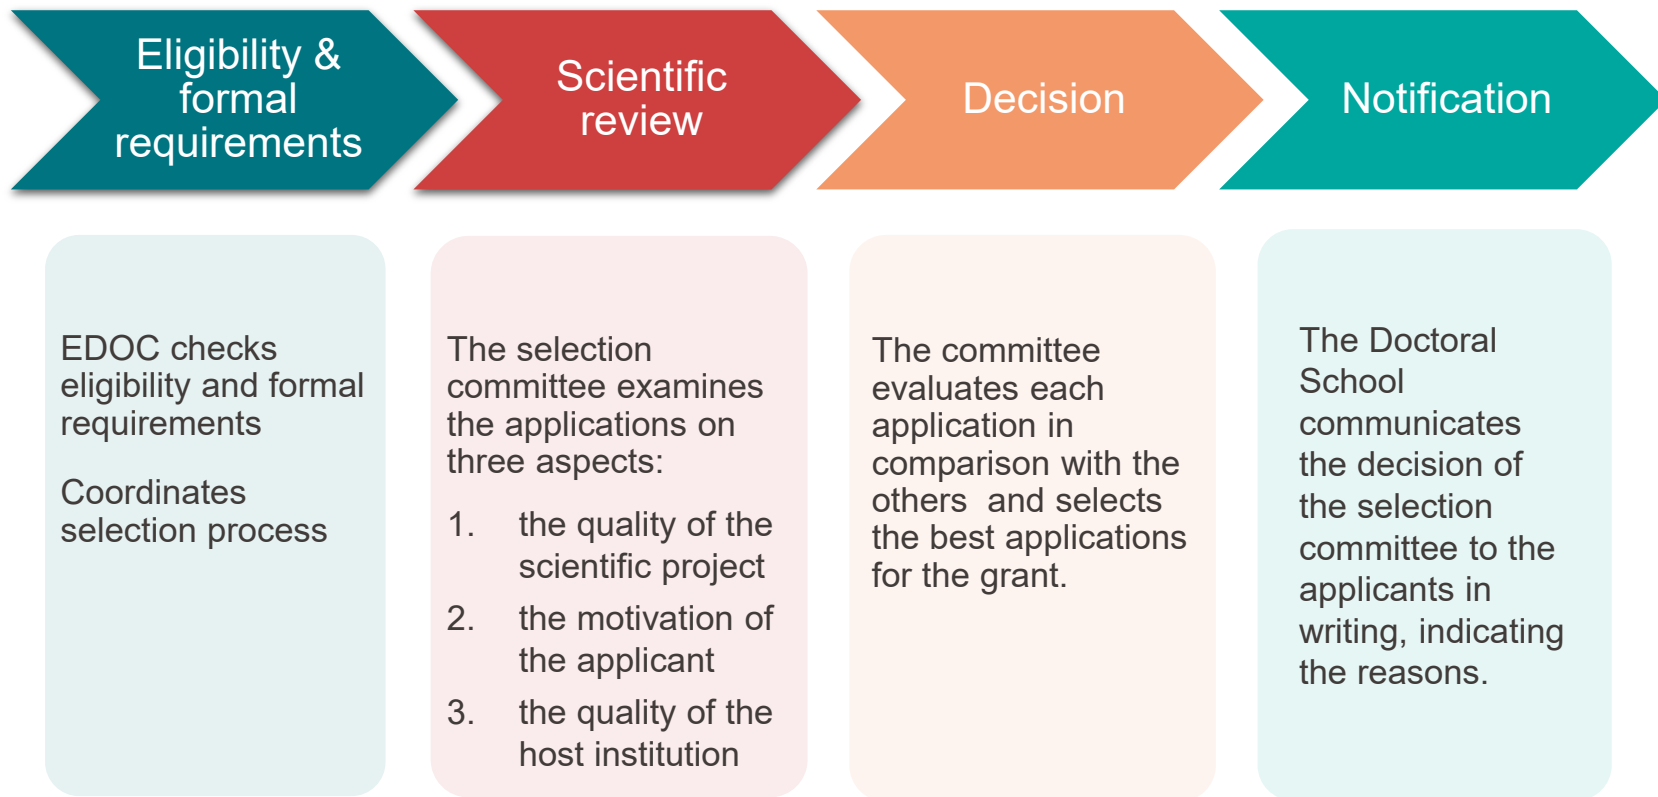 Eligibility &
formal
requirements
Scientific
review
Decision
Notification
EDOC checks
eligibility and formal
requirements
Coordinates
selection process
The selection
committee examines
the applications on
three aspects:
1. the quality of the
scientific project
2. the motivation of
the applicant
3. the quality of the
host institution
The committee
evaluates each
application in
comparison with the
others  and selects
the best applications
for the grant.
The Doctoral
School
communicates
the decision of
the selection
committee to the
applicants in
writing, indicating
the reasons.